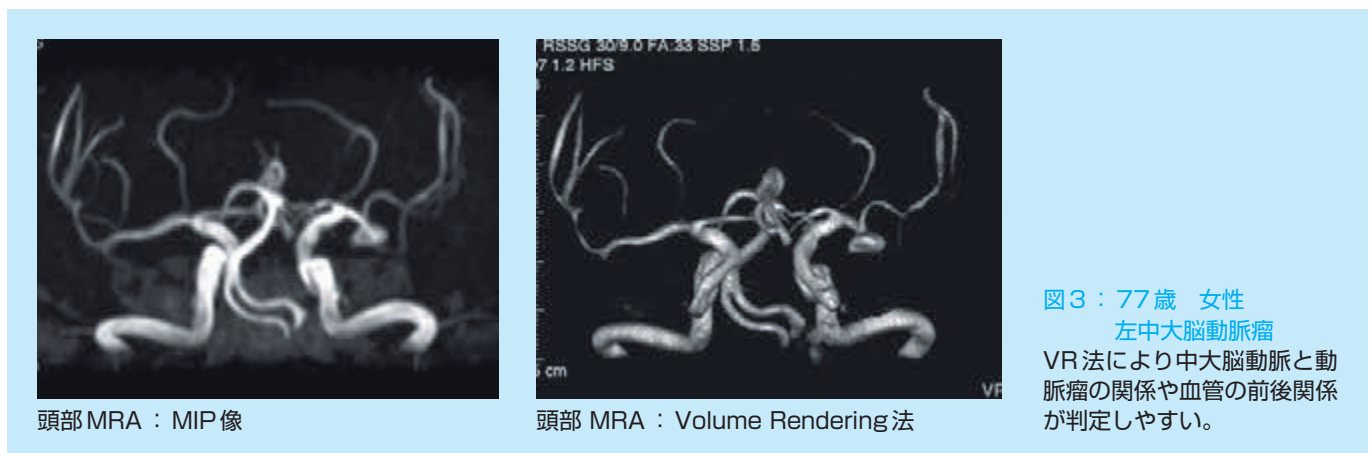 RSSG 30/9.0 FA:33 SSP 1.5
1.2 HFS
cm
VR
頭部MRA：MIP像
頭部 MRA：Volume Rendering法
図3：77歳 女性
左中大脳動脈瘤
VR法により中大脳動脈と動
脈瘤の関係や血管の前後関係
が判定しやすい。